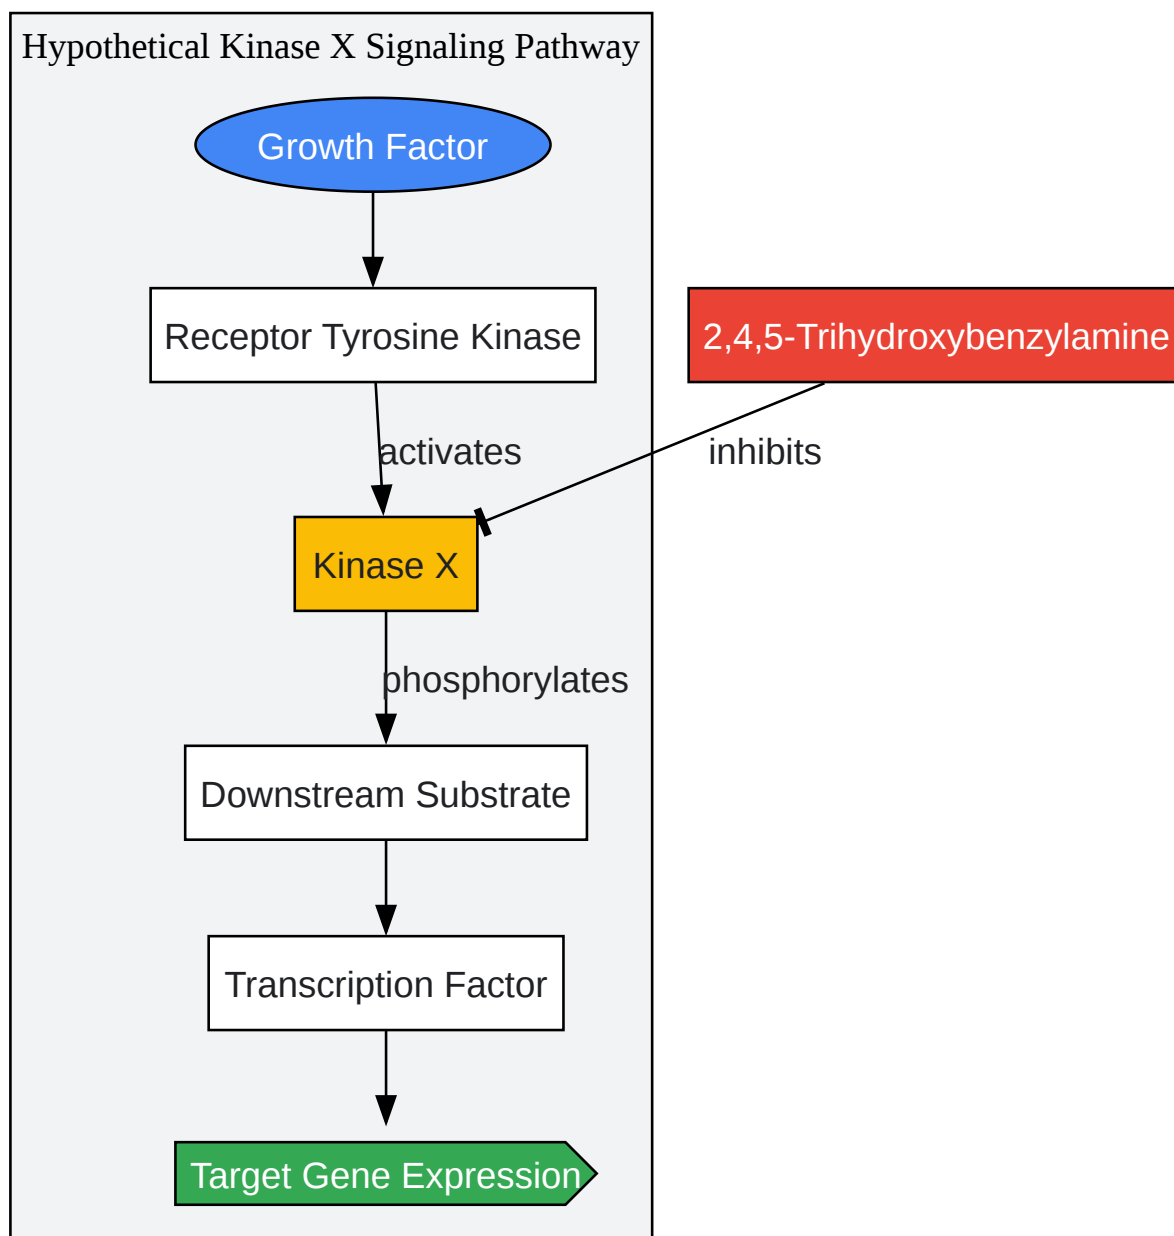 Hypothetical Kinase X Signaling Pathway
Growth Factor
Receptor Tyrosine Kinase
2,4,5-Trihydroxybenzylamine
activates
inhibits
Kinase X
phosphorylates
Downstream Substrate
Transcription Factor
Target Gene Expression